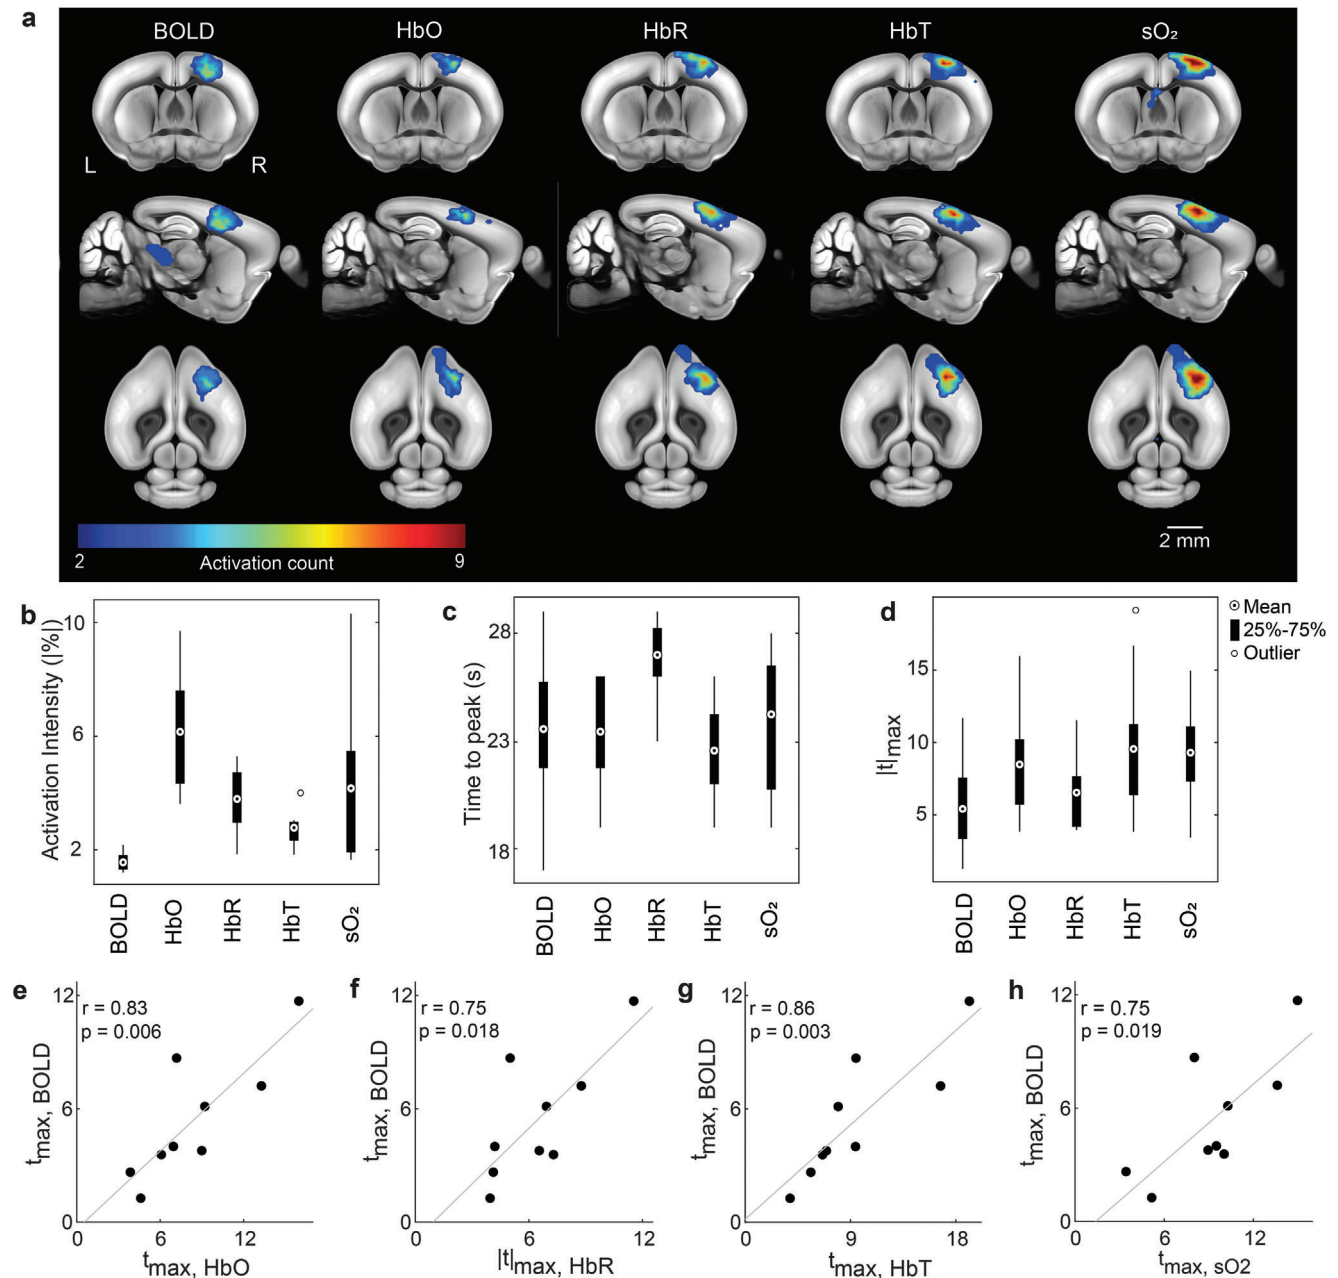 a
BOLD HbO HbR HbT sO₂
L R
2 Activation count 9
2 mm
b
Activation Intensity (|%|)
10
6
2
BOLD HbO HbR HbT sO₂
c
Time to peak (s)
28
23
18
BOLD HbO HbR HbT sO₂
d
|t|max
15
10
5
BOLD HbO HbR HbT sO₂
Mean
25%-75%
Outlier
e
r = 0.83
p = 0.006
tmax, BOLD
12
6
0
0 6 12
tmax, HbO
f
r = 0.75
p = 0.018
tmax, BOLD
12
6
0
0 6 12
|t|max, HbR
g
r = 0.86
p = 0.003
tmax, BOLD
12
6
0
0 9 18
tmax, HbT
h
r = 0.75
p = 0.019
tmax, BOLD
12
6
0
0 6 12
tmax, sO2